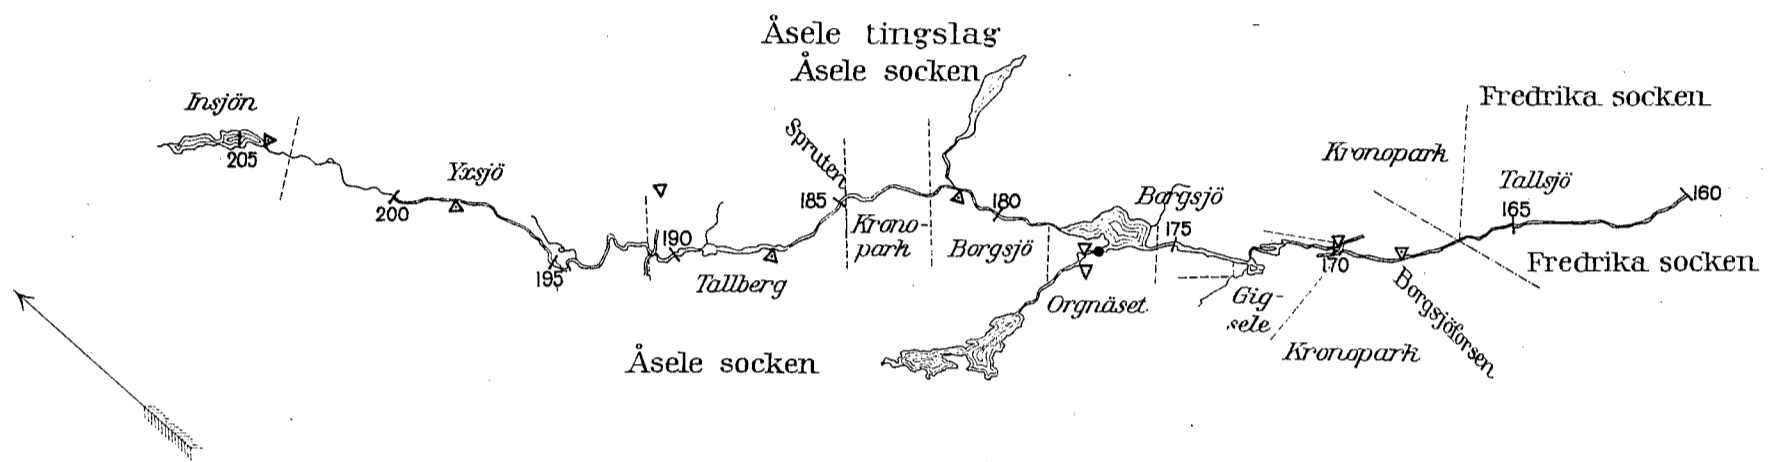 Åsele tingslag
Åsele socken
Insjön
205
Yxsjö
200
195
190
Tallberg
Spruten
185
Krono-
park
Borgsjö
180
Borgsjö
175
Orgnäset
Gig-
sele
Kronopark
170
Borgsjöforsen
Kronopark
Fredrika socken
Tallsjö
165
160
Fredrika socken
Åsele socken